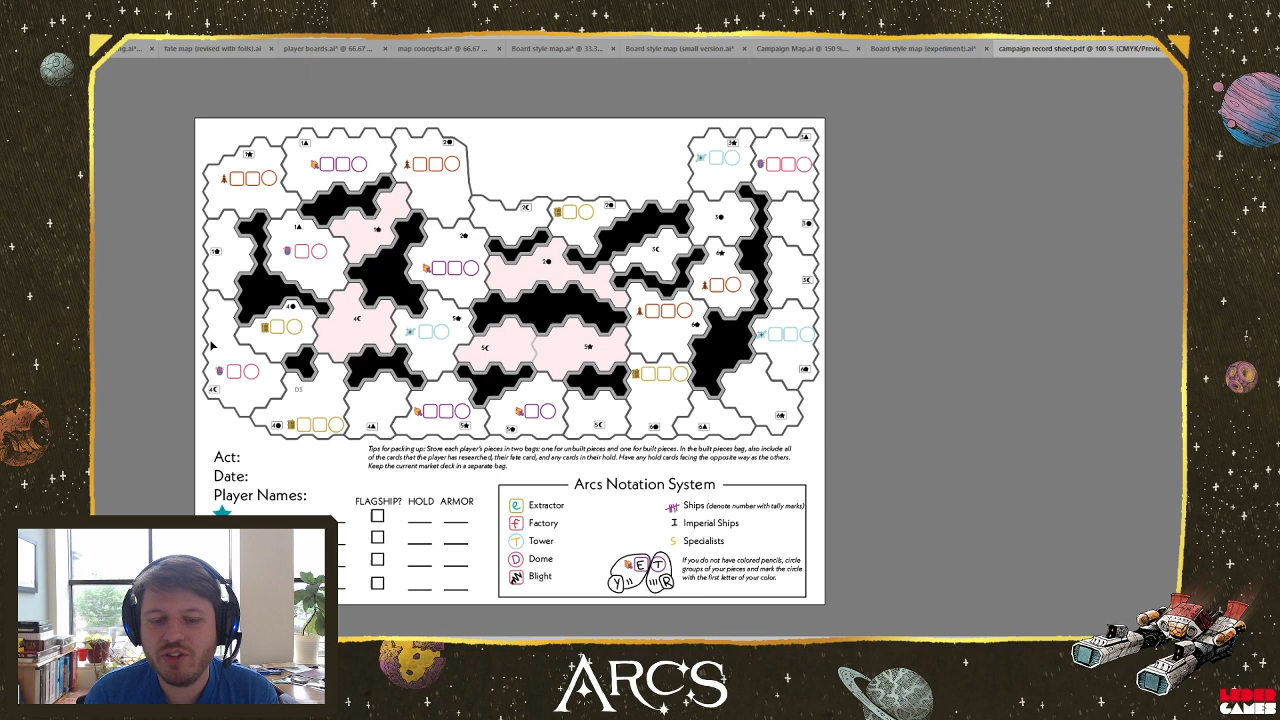 fate map (revised with foils).ai × player boards.ai* @ 66.67 ... × map concepts.ai* @ 66.67 ... × Board style map.ai* @ 33.3... × Board style map (small version.ai* × Campaign Map.ai @ 150 %... × Board style map (experiment).ai* × campaign record sheet.pdf @ 100 % (CMYK/Previe
D3
Act:
Date:
Player Names:
Tips for packing up: Store each player's pieces in two bags: one for unbuilt pieces and one for built pieces. In the built pieces bag, also include all
of the cards that the player has researched, their fate card, and any cards in their hold. Have any hold cards facing the opposite way as the others.
Keep the current market deck in a separate bag.
FLAGSHIP? HOLD ARMOR
Arcs Notation System
E Extractor
F Factory
T Tower
D Dome
Blight
Ships (denote number with tally marks)
I Imperial Ships
S Specialists
If you do not have colored pencils, circle
groups of your pieces and mark the circle
with the first letter of your color.
E T
Y R
ARCS
LEDER
GAMES